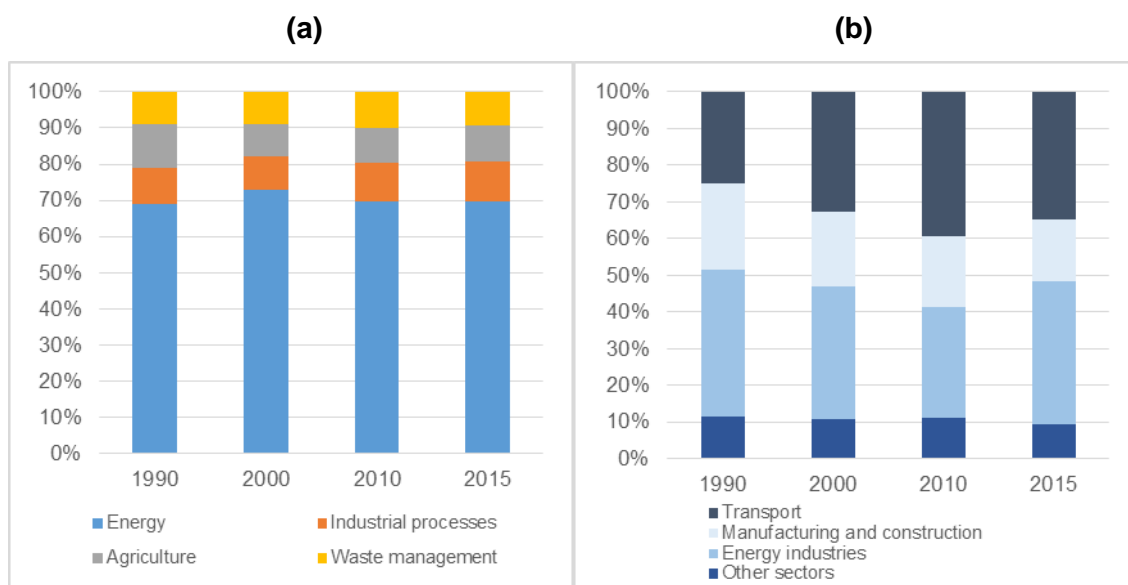 (a)
100%
90%
80%
70%
60%
50%
40%
30%
20%
10%
0%
1990 2000 2010 2015
Energy Industrial processes
Agriculture Waste management
(b)
100%
90%
80%
70%
60%
50%
40%
30%
20%
10%
0%
1990 2000 2010 2015
Transport
Manufacturing and construction
Energy industries
Other sectors